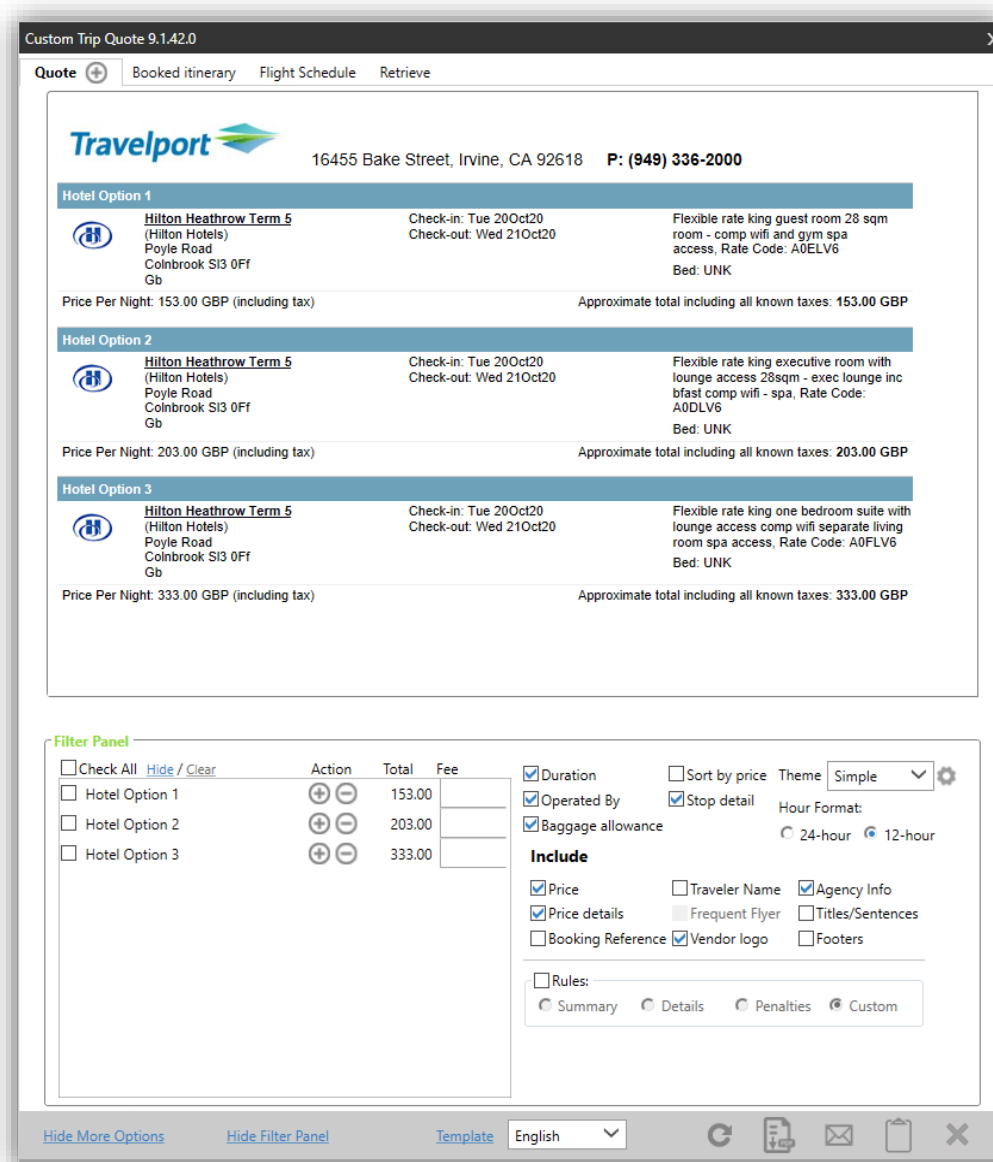 Custom Trip Quote 9.1.42.0
Quote Booked itinerary Flight Schedule Retrieve
Travelport 16455 Bake Street, Irvine, CA 92618 P: (949) 336-2000
Hotel Option 1
Hilton Heathrow Term 5 Check-in: Tue 20Oct20 Flexible rate king guest room 28 sqm
(Hilton Hotels) Check-out: Wed 21Oct20 room - comp wifi and gym spa
Poyle Road access, Rate Code: A0ELV6
Colnbrook Sl3 0Ff Bed: UNK
Gb
Price Per Night: 153.00 GBP (including tax) Approximate total including all known taxes: 153.00 GBP
Hotel Option 2
Hilton Heathrow Term 5 Check-in: Tue 20Oct20 Flexible rate king executive room with
(Hilton Hotels) Check-out: Wed 21Oct20 lounge access 28sqm - exec lounge inc
Poyle Road bfast comp wifi - spa, Rate Code:
Colnbrook Sl3 0Ff A0DLV6
Gb Bed: UNK
Price Per Night: 203.00 GBP (including tax) Approximate total including all known taxes: 203.00 GBP
Hotel Option 3
Hilton Heathrow Term 5 Check-in: Tue 20Oct20 Flexible rate king one bedroom suite with
(Hilton Hotels) Check-out: Wed 21Oct20 lounge access comp wifi separate living
Poyle Road room spa access, Rate Code: A0FLV6
Colnbrook Sl3 0Ff Bed: UNK
Gb
Price Per Night: 333.00 GBP (including tax) Approximate total including all known taxes: 333.00 GBP
Filter Panel
Check All Hide / Clear Action Total Fee
Hotel Option 1 153.00
Hotel Option 2 203.00
Hotel Option 3 333.00
Duration Sort by price Theme Simple
Operated By Stop detail Hour Format:
Baggage allowance 24-hour 12-hour
Include
Price Traveler Name Agency Info
Price details Frequent Flyer Titles/Sentences
Booking Reference Vendor logo Footers
Rules:
Summary Details Penalties Custom
Hide More Options Hide Filter Panel Template English